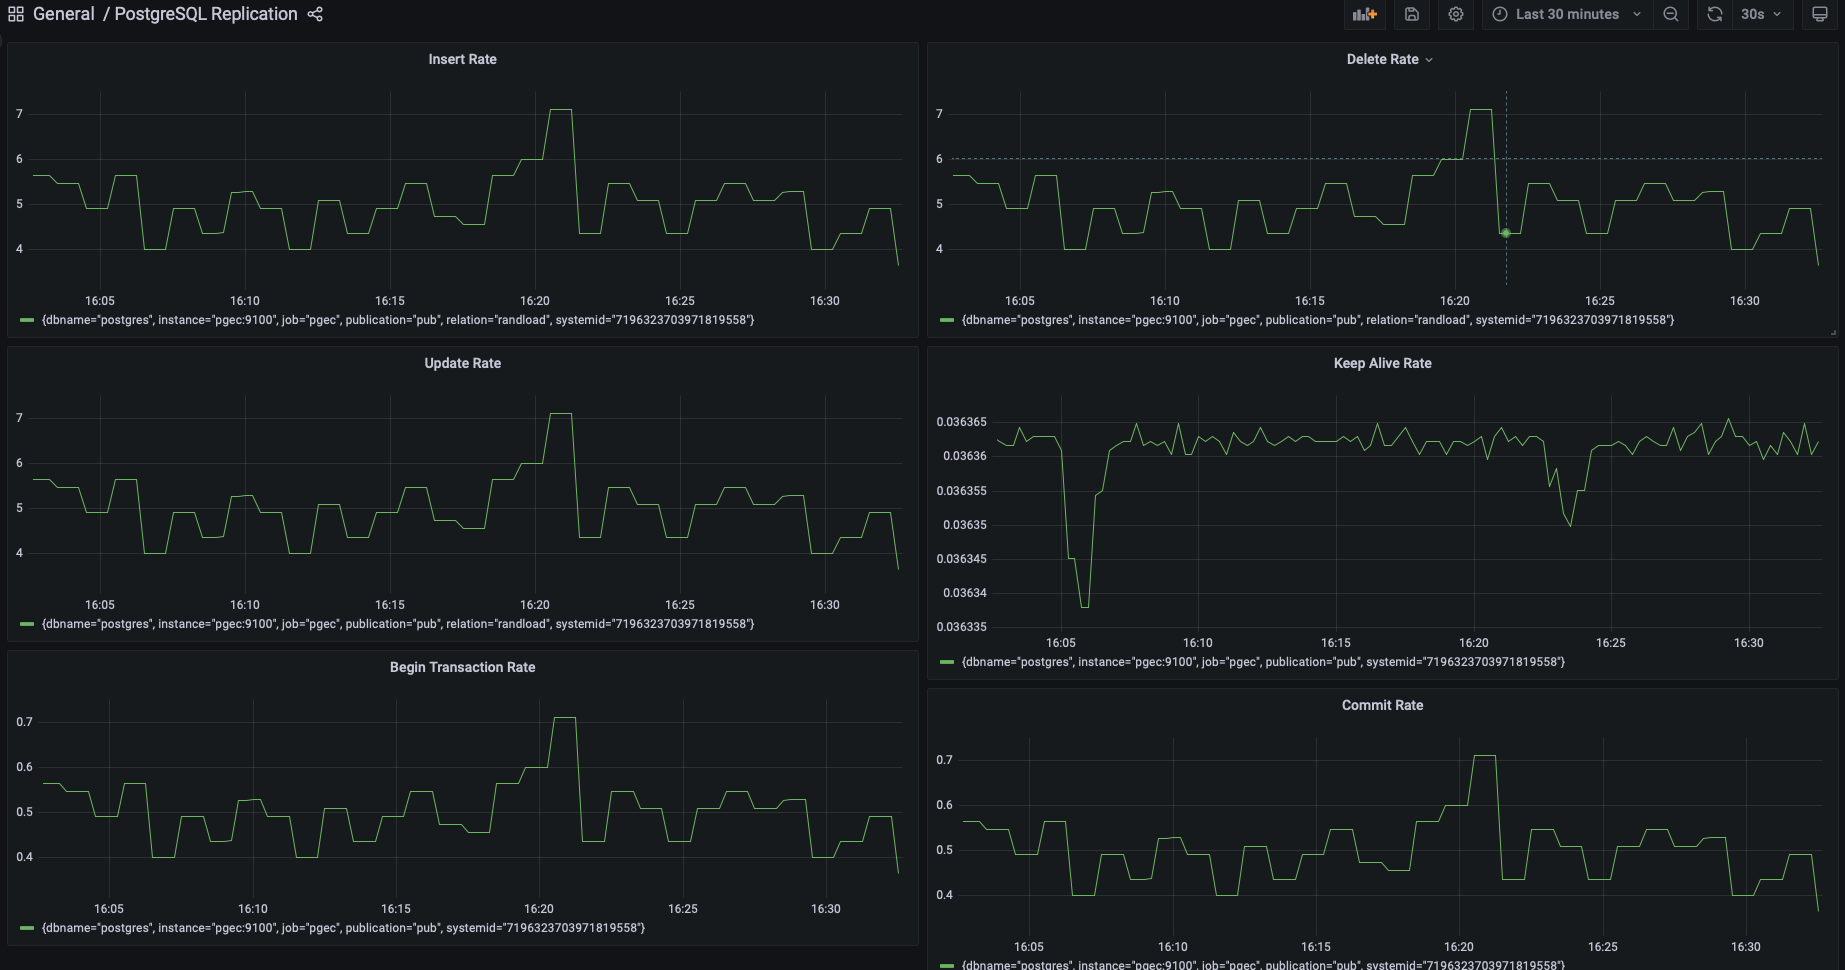 General / PostgreSQL Replication
Last 30 minutes
30s
Insert Rate
7
6
5
4
16:05 16:10 16:15 16:20 16:25 16:30
{dbname="postgres", instance="pgec:9100", job="pgec", publication="pub", relation="randload", systemid="7196323703971819558"}
Delete Rate
7
6
5
4
16:05 16:10 16:15 16:20 16:25 16:30
{dbname="postgres", instance="pgec:9100", job="pgec", publication="pub", relation="randload", systemid="7196323703971819558"}
Update Rate
7
6
5
4
16:05 16:10 16:15 16:20 16:25 16:30
{dbname="postgres", instance="pgec:9100", job="pgec", publication="pub", relation="randload", systemid="7196323703971819558"}
Keep Alive Rate
0.036365
0.03636
0.036355
0.03635
0.036345
0.03634
0.036335
16:05 16:10 16:15 16:20 16:25 16:30
{dbname="postgres", instance="pgec:9100", job="pgec", publication="pub", systemid="7196323703971819558"}
Begin Transaction Rate
0.7
0.6
0.5
0.4
16:05 16:10 16:15 16:20 16:25 16:30
{dbname="postgres", instance="pgec:9100", job="pgec", publication="pub", systemid="7196323703971819558"}
Commit Rate
0.7
0.6
0.5
0.4
16:05 16:10 16:15 16:20 16:25 16:30
{dbname="postgres", instance="pgec:9100", job="pgec", publication="pub", systemid="7196323703971819558"}